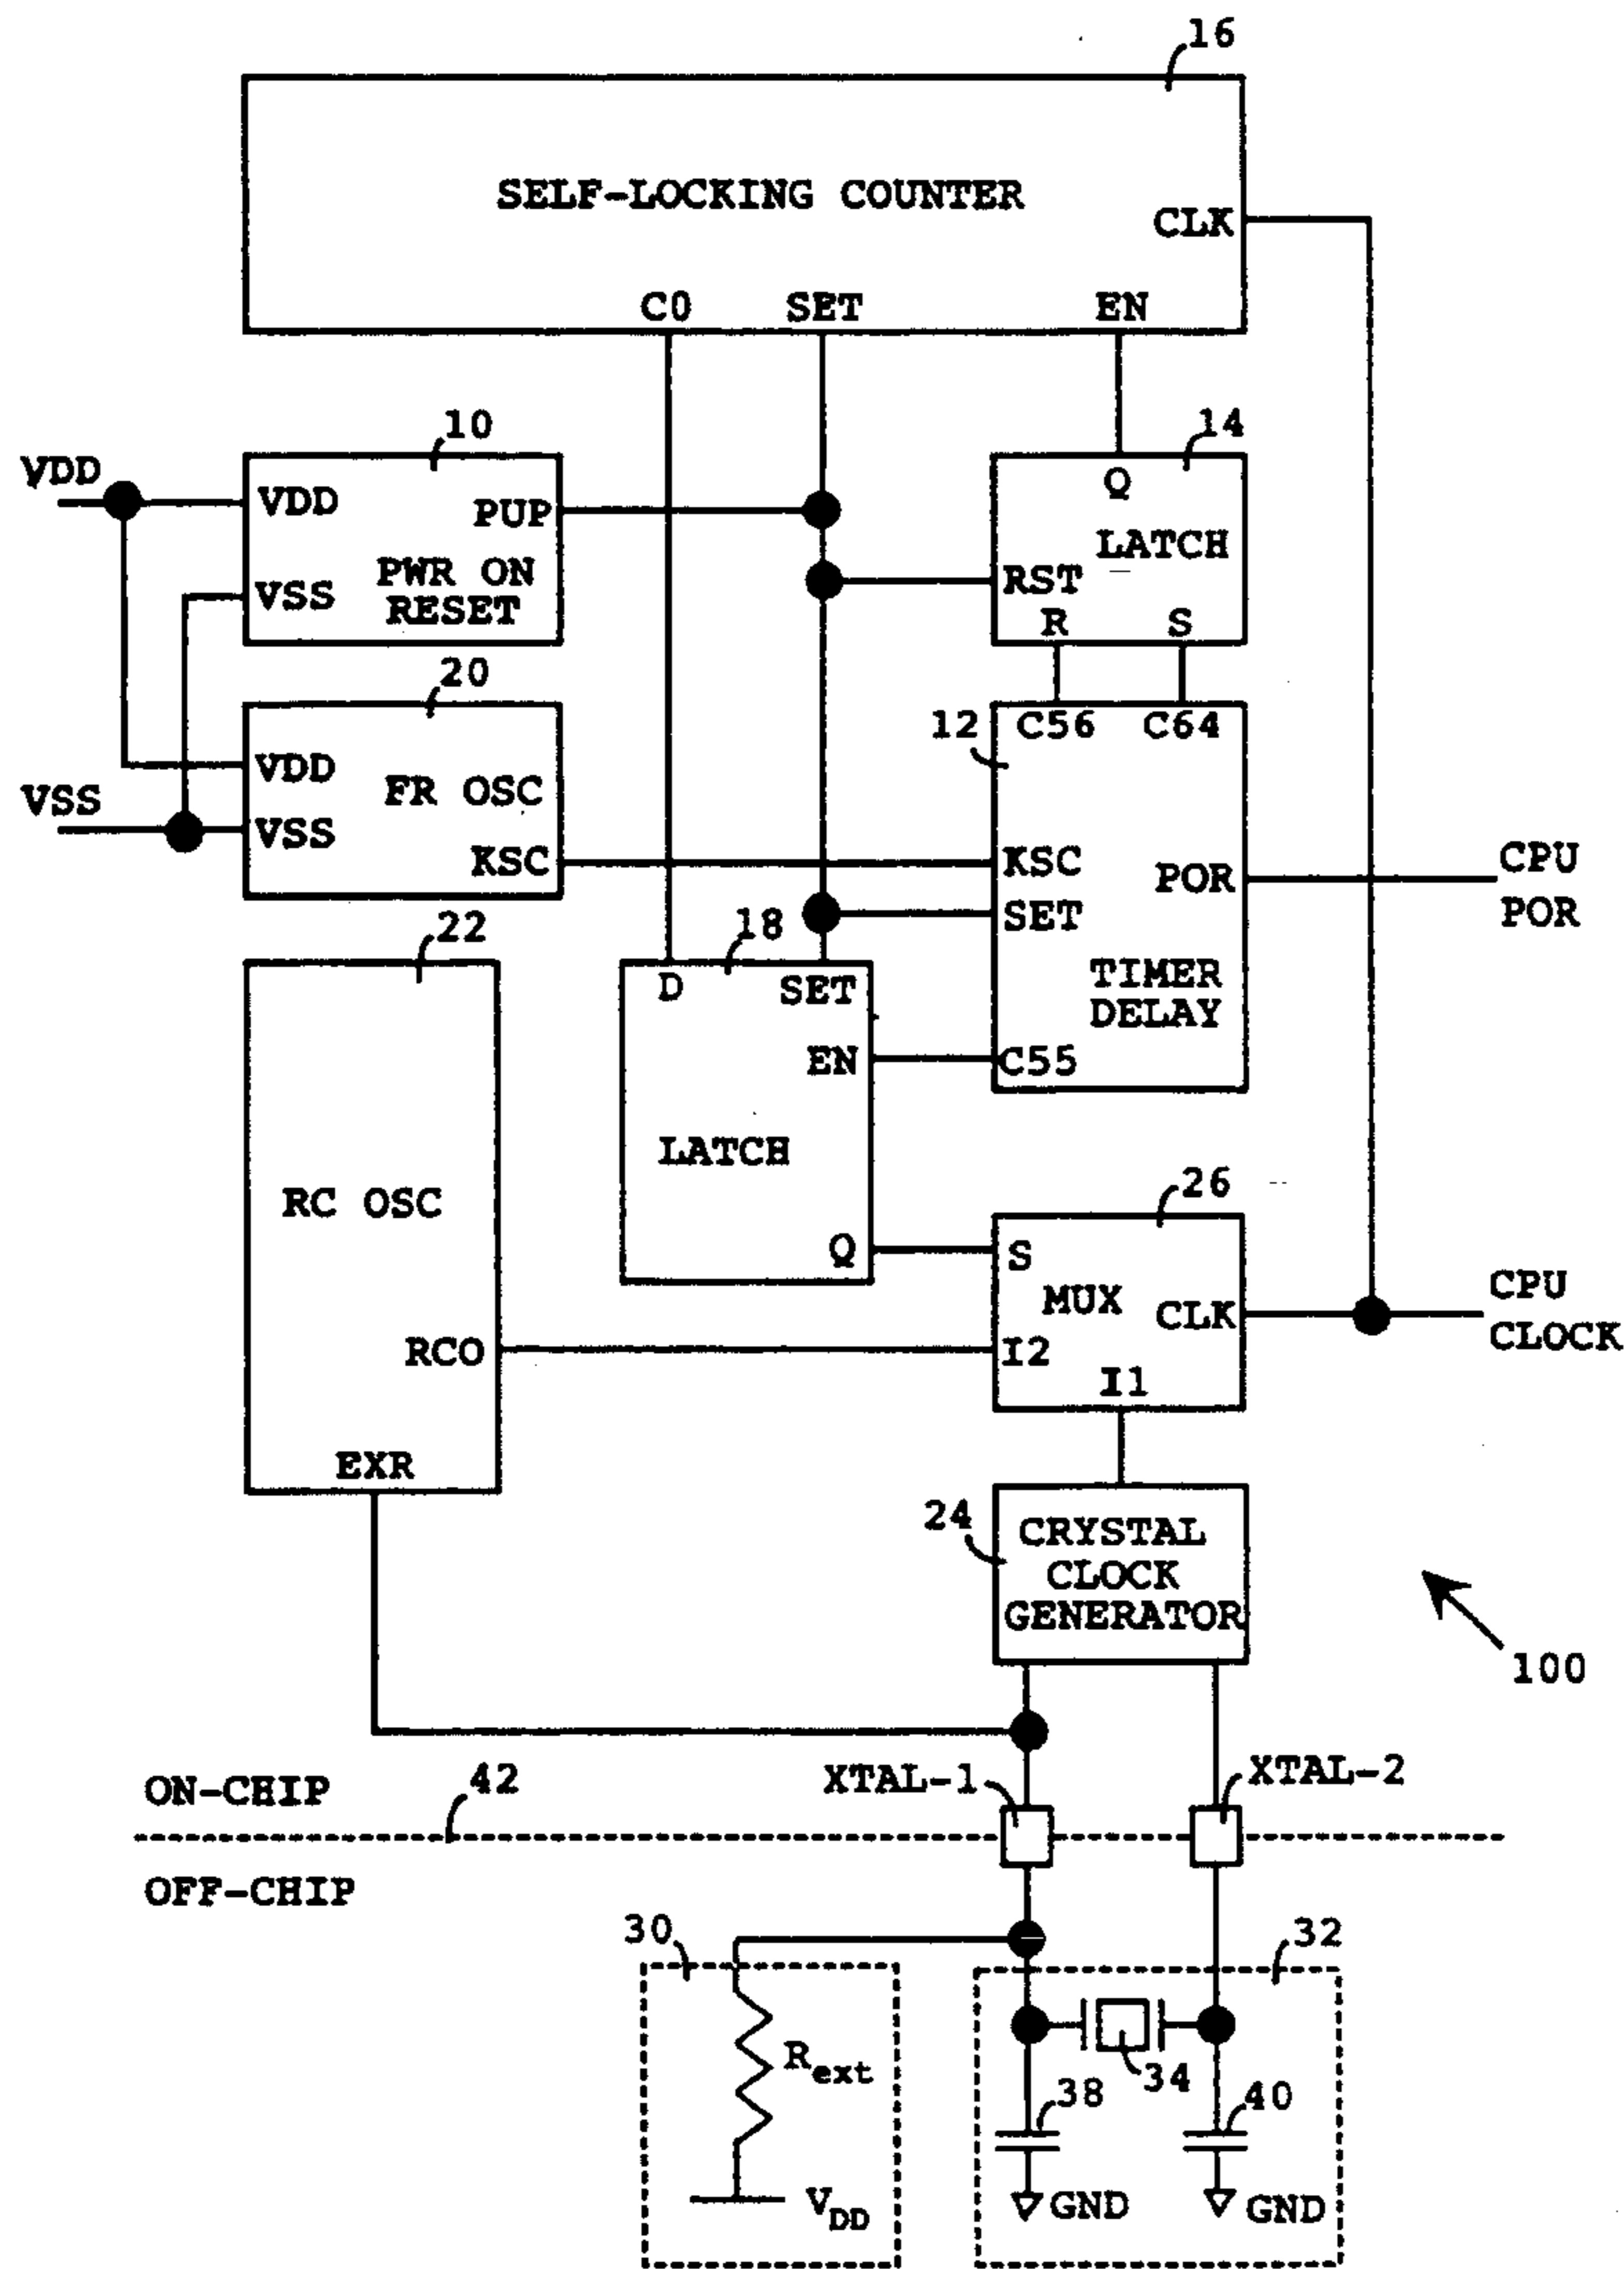 16
SELF-LOCKING COUNTER
CLK
C0 SET EN
10
14
VDD
VDD
PUP
PWR ON
RESET
VSS
Q
LATCH
RST
R S
20
12
C56 C64
VDD
FR OSC
VSS
VSS
KSC
KSC
POR
SET
CPU
POR
22
18
D SET
TIMER
DELAY
EN
C55
LATCH
RC OSC
26
Q
S
MUX
CLK
CPU
CLOCK
RCO
I2
I1
EXR
24
CRYSTAL
CLOCK
GENERATOR
100
ON-CHIP
42
XTAL-1
XTAL-2
OFF-CHIP
30
32
Rext
34
38
40
VDD
GND
GND